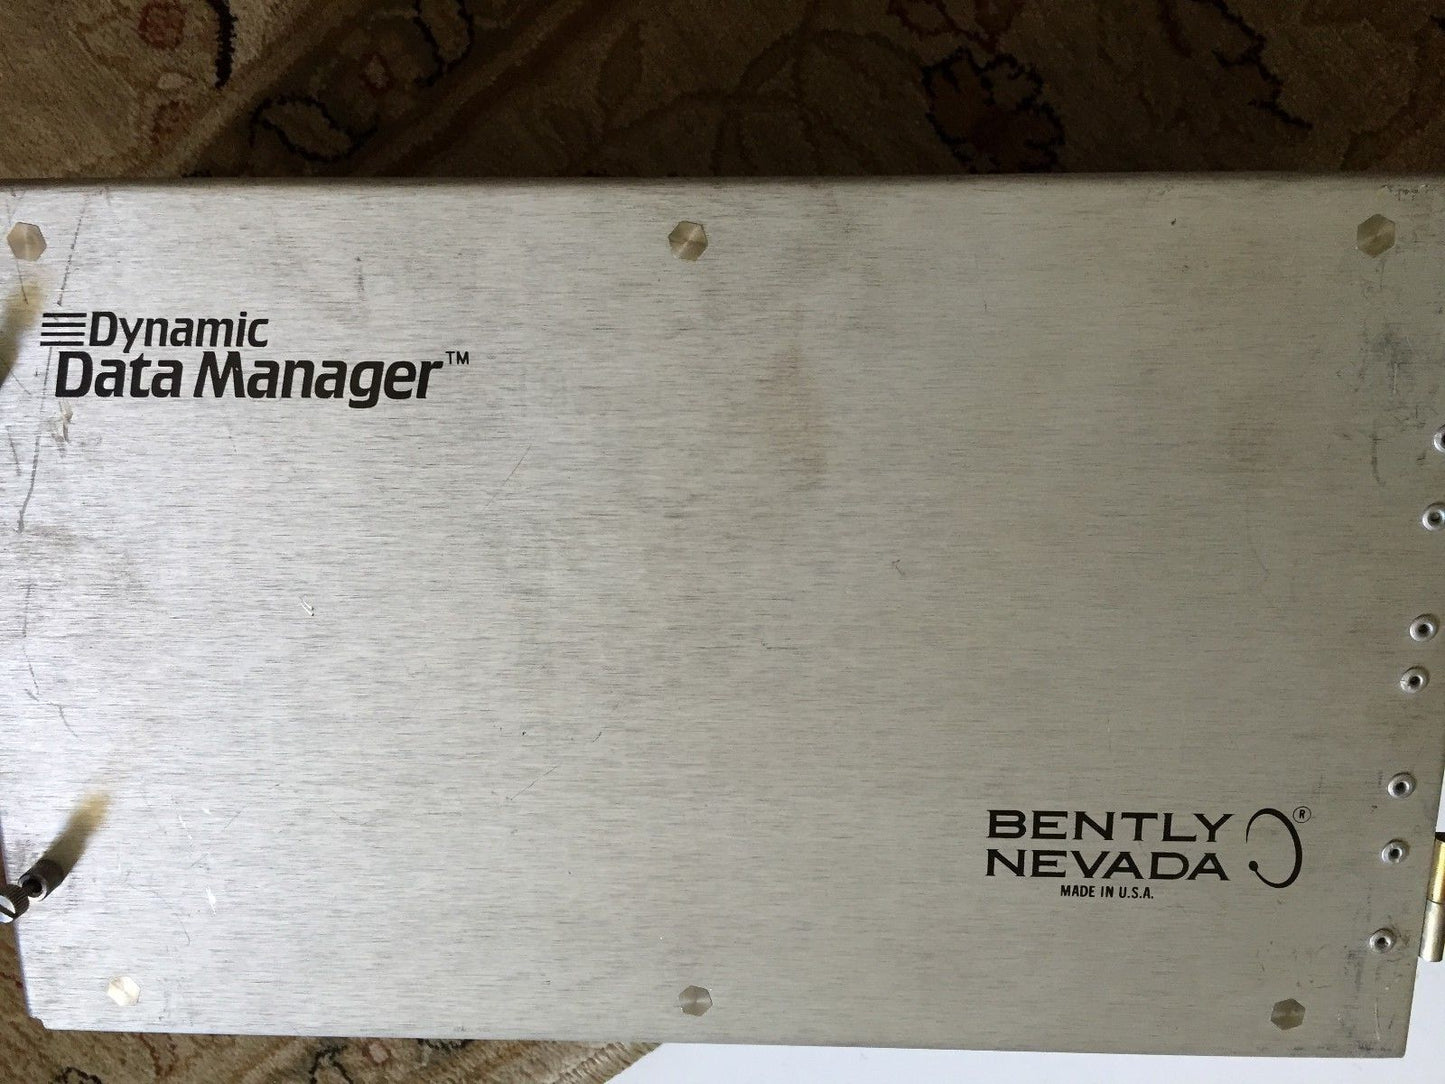 Dynamic
Data Manager™
BENTLY
NEVADA
®
MADE IN U.S.A.